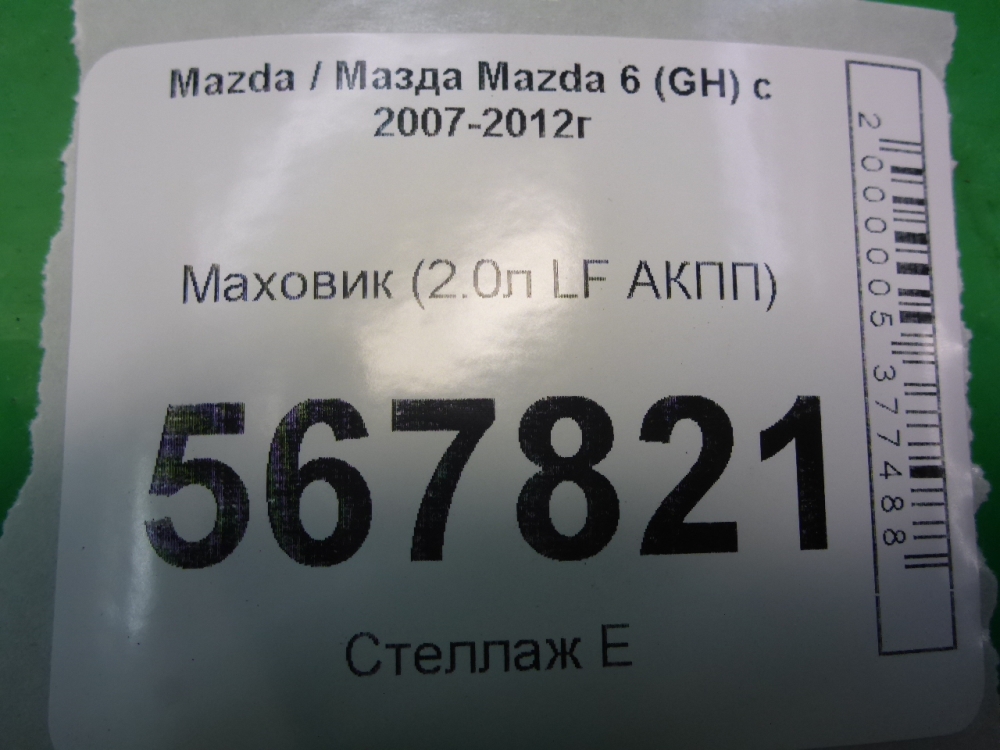 Mazda / Мазда Mazda 6 (GH) с
2007-2012г
Маховик (2.0л LF АКПП)
567821
Стеллаж Е
2000005377488